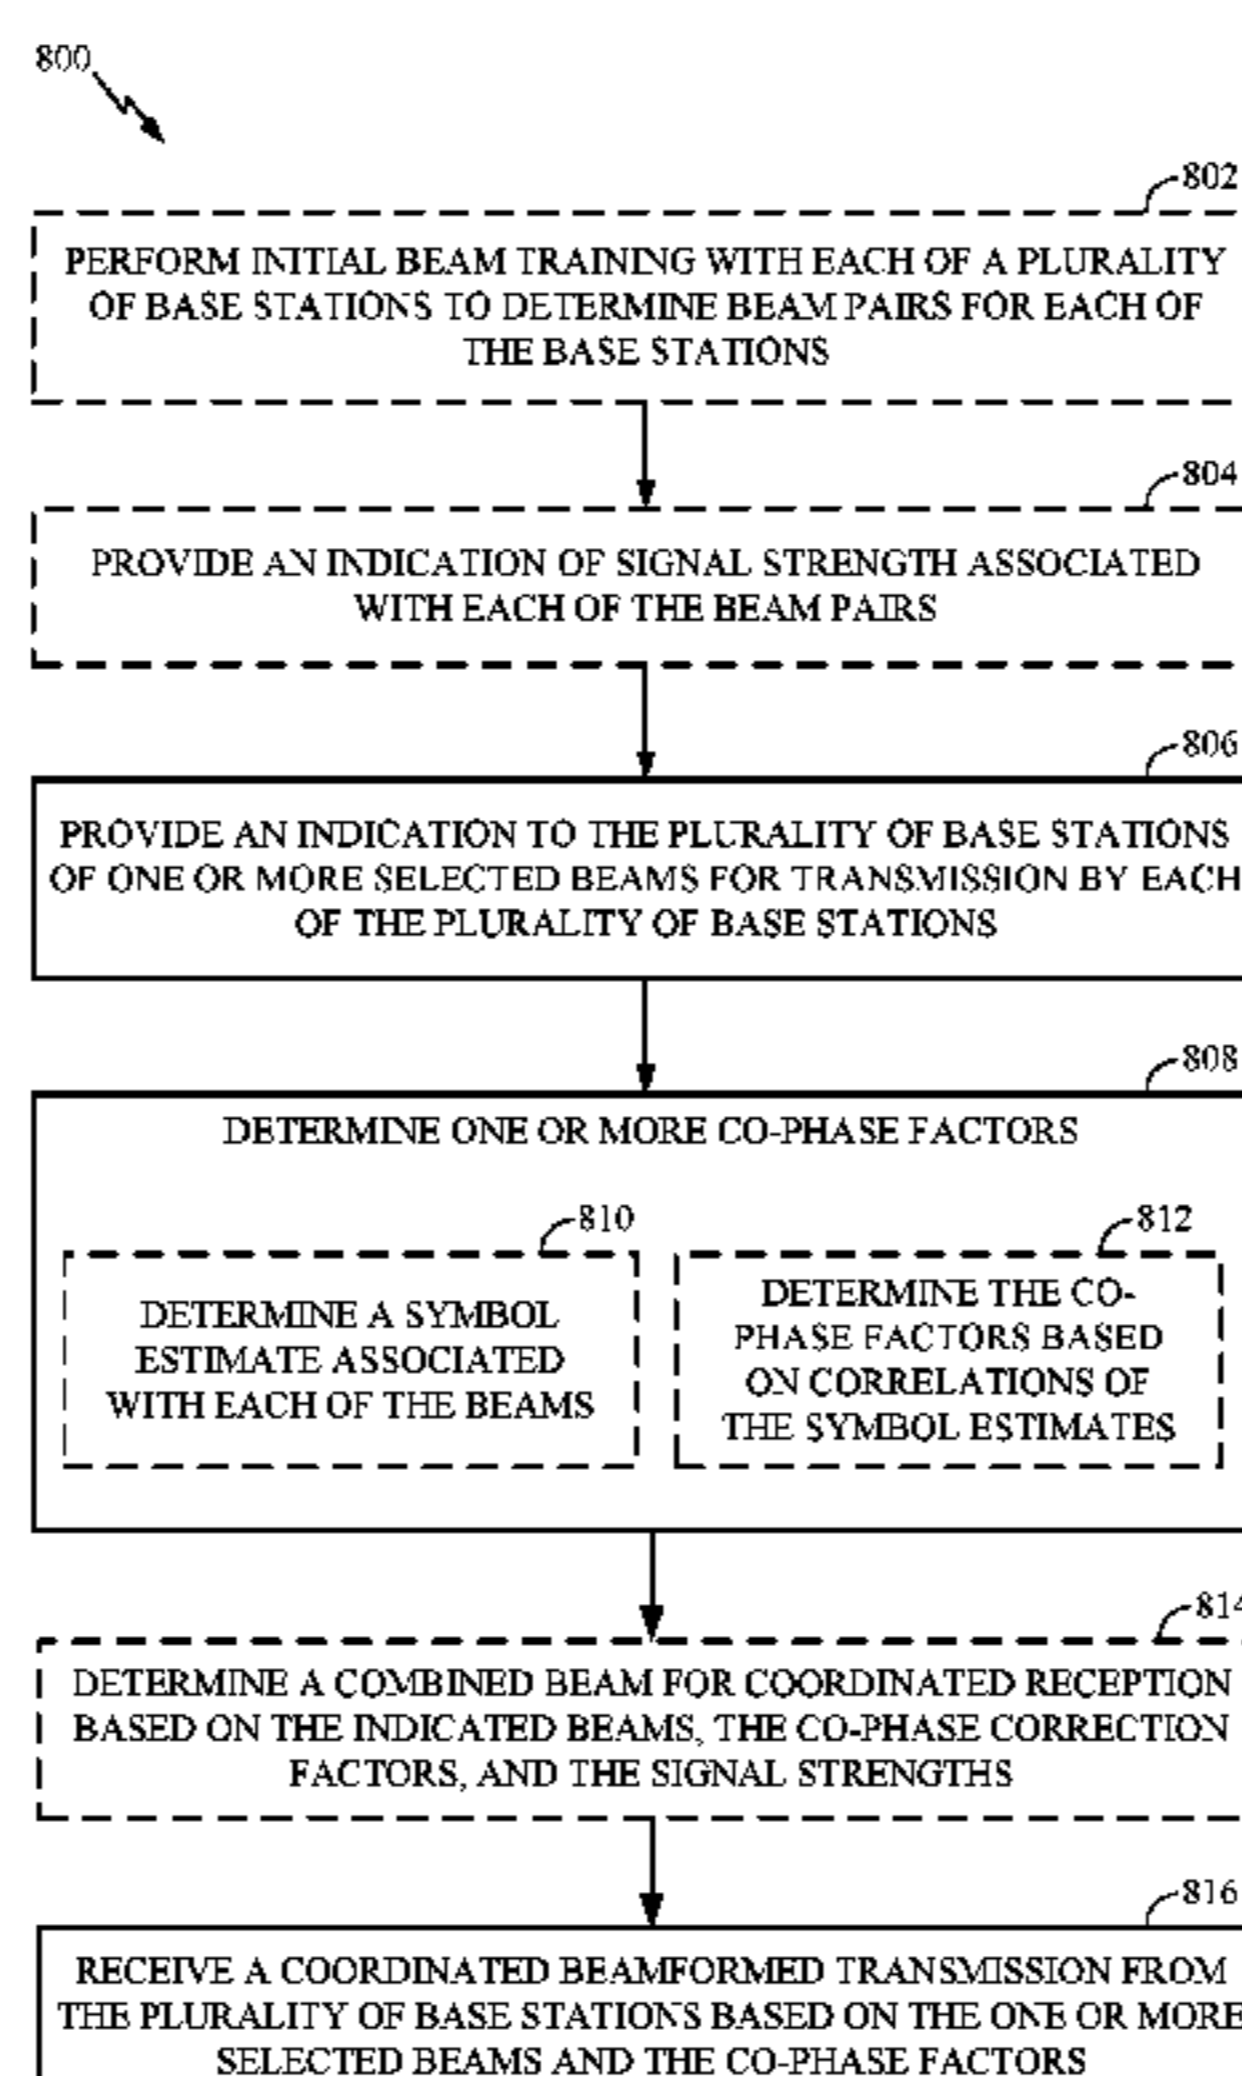 800
802
PERFORM INITIAL BEAM TRAINING WITH EACH OF A PLURALITY
OF BASE STATIONS TO DETERMINE BEAM PAIRS FOR EACH OF
THE BASE STATIONS
804
PROVIDE AN INDICATION OF SIGNAL STRENGTH ASSOCIATED
WITH EACH OF THE BEAM PAIRS
806
PROVIDE AN INDICATION TO THE PLURALITY OF BASE STATIONS
OF ONE OR MORE SELECTED BEAMS FOR TRANSMISSION BY EACH
OF THE PLURALITY OF BASE STATIONS
808
DETERMINE ONE OR MORE CO-PHASE FACTORS
810
DETERMINE A SYMBOL
ESTIMATE ASSOCIATED
WITH EACH OF THE BEAMS
812
DETERMINE THE CO-
PHASE FACTORS BASED
ON CORRELATIONS OF
THE SYMBOL ESTIMATES
814
DETERMINE A COMBINED BEAM FOR COORDINATED RECEPTION
BASED ON THE INDICATED BEAMS, THE CO-PHASE CORRECTION
FACTORS, AND THE SIGNAL STRENGTHS
816
RECEIVE A COORDINATED BEAMFORMED TRANSMISSION FROM
THE PLURALITY OF BASE STATIONS BASED ON THE ONE OR MORE
SELECTED BEAMS AND THE CO-PHASE FACTORS